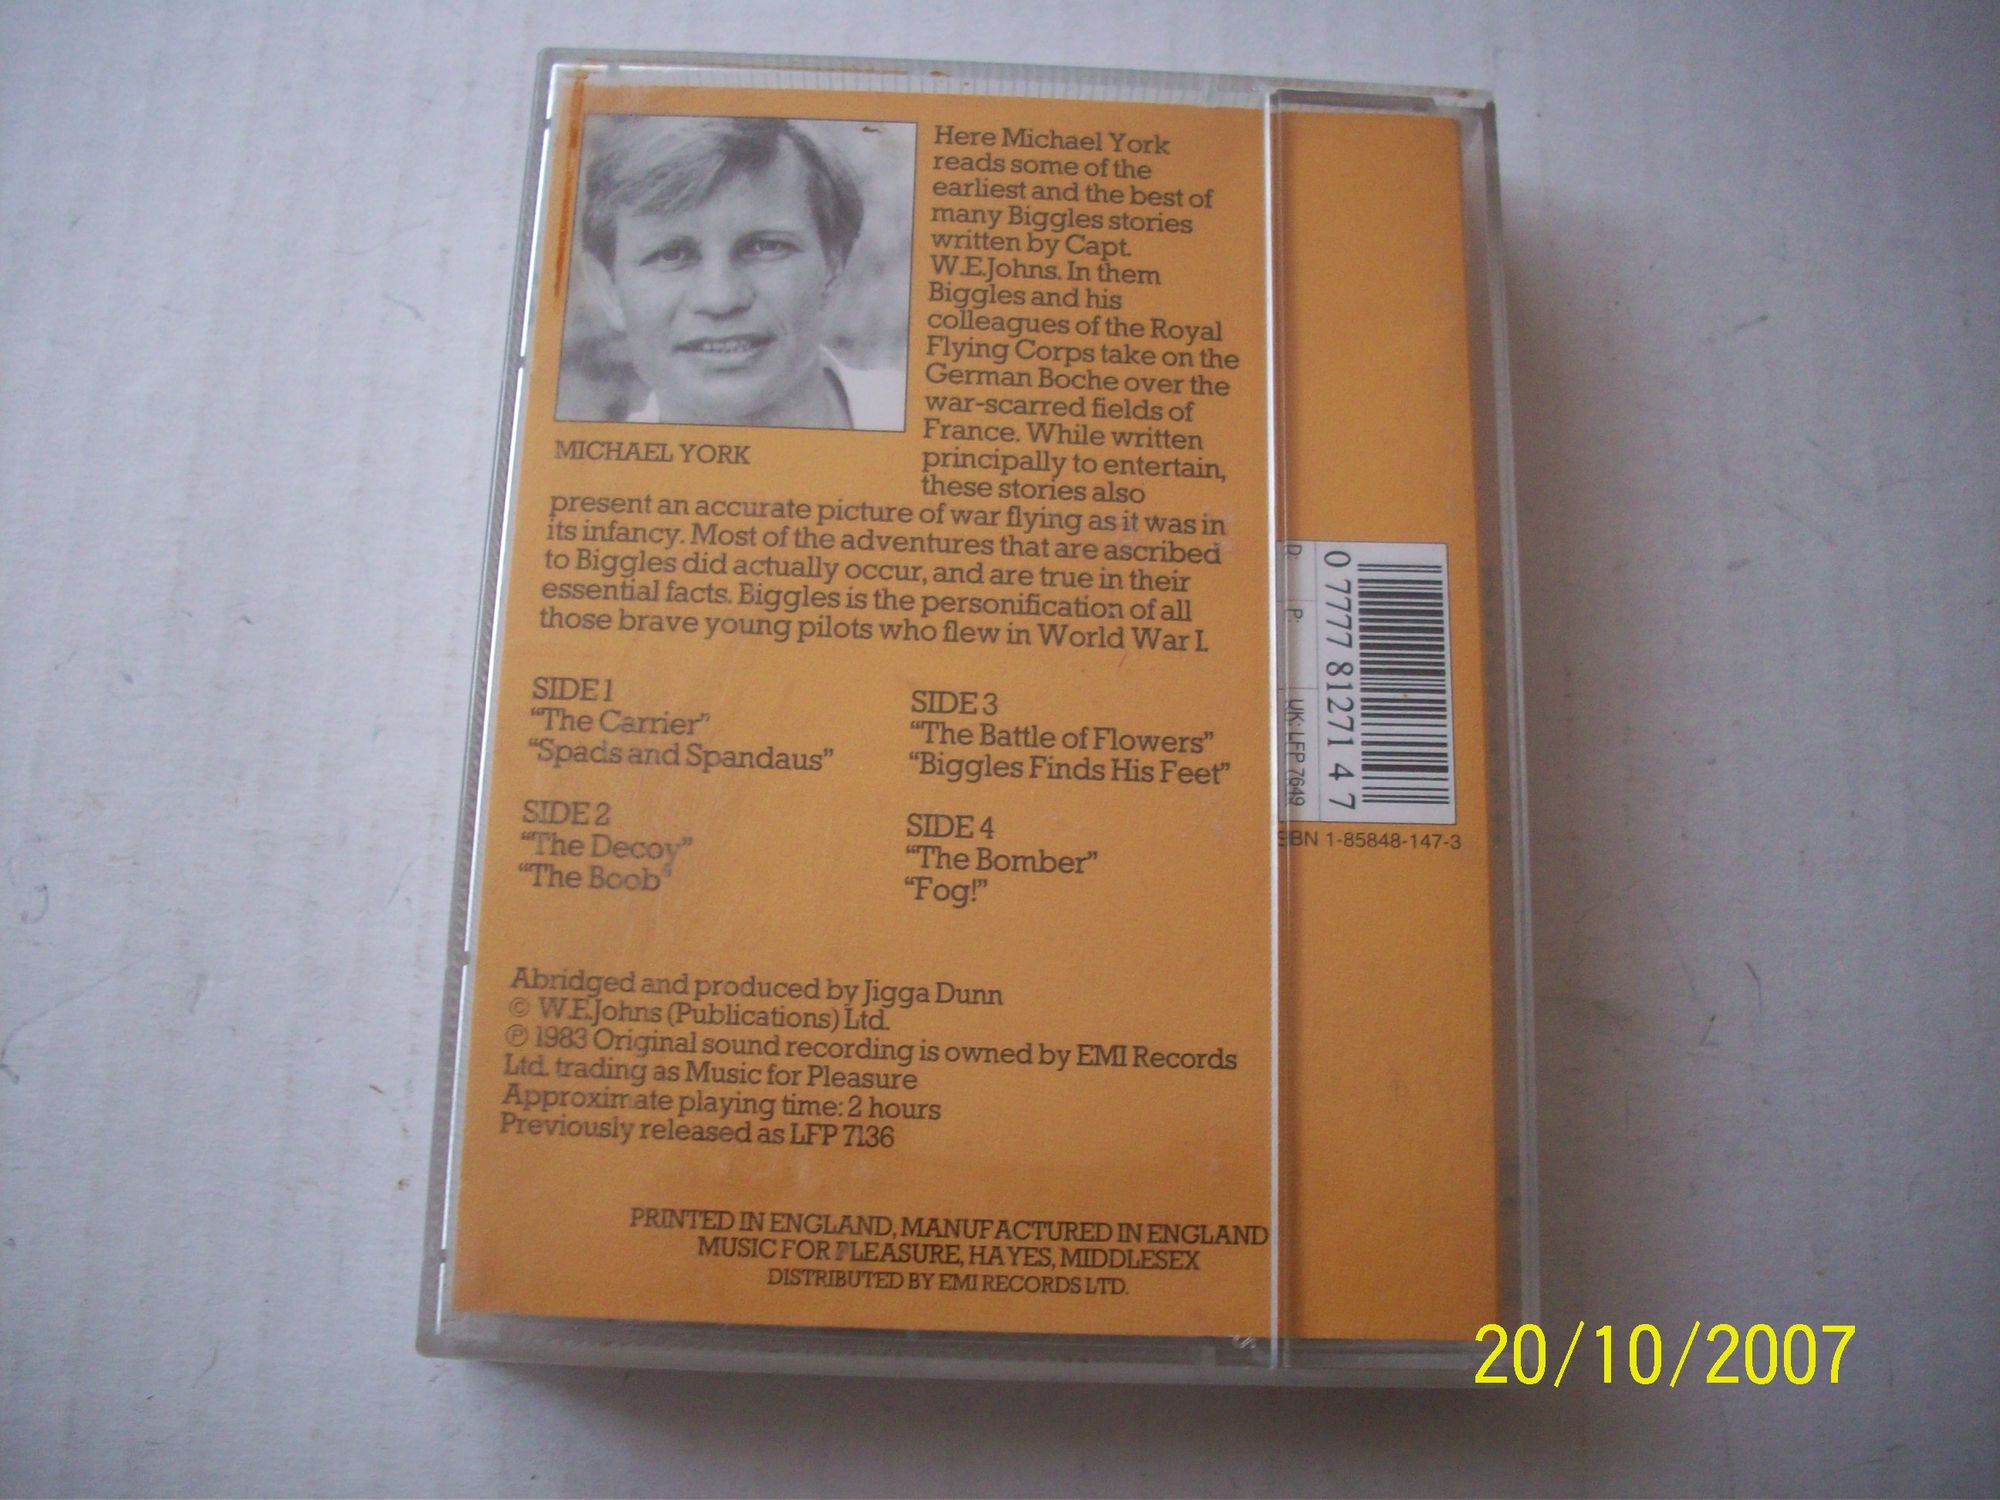 Here Michael York
reads some of the
earliest and the best of
many Biggles stories
written by Capt.
W.E.Johns. In them
Biggles and his
colleagues of the Royal
Flying Corps take on the
German Boche over the
war-scarred fields of
France. While written
principally to entertain,
these stories also
MICHAEL YORK
present an accurate picture of war flying as it was in
its infancy. Most of the adventures that are ascribed
to Biggles did actually occur, and are true in their
essential facts. Biggles is the personification of all
those brave young pilots who flew in World War I.
SIDE 1
“The Carrier”
“Spads and Spandaus”
SIDE 2
“The Decoy”
“The Boob”
SIDE 3
“The Battle of Flowers”
“Biggles Finds His Feet”
SIDE 4
“The Bomber”
“Fog!”
Abridged and produced by Jigga Dunn
© W.E.Johns (Publications) Ltd.
℗ 1983 Original sound recording is owned by EMI Records
Ltd. trading as Music for Pleasure
Approximate playing time: 2 hours
Previously released as LFP 7136
PRINTED IN ENGLAND, MANUFACTURED IN ENGLAND
MUSIC FOR PLEASURE, HAYES, MIDDLESEX
DISTRIBUTED BY EMI RECORDS LTD.
0 7777 81271 4 7
D: P: UK: LFP 7649
ISBN 1-85848-147-3
20/10/2007